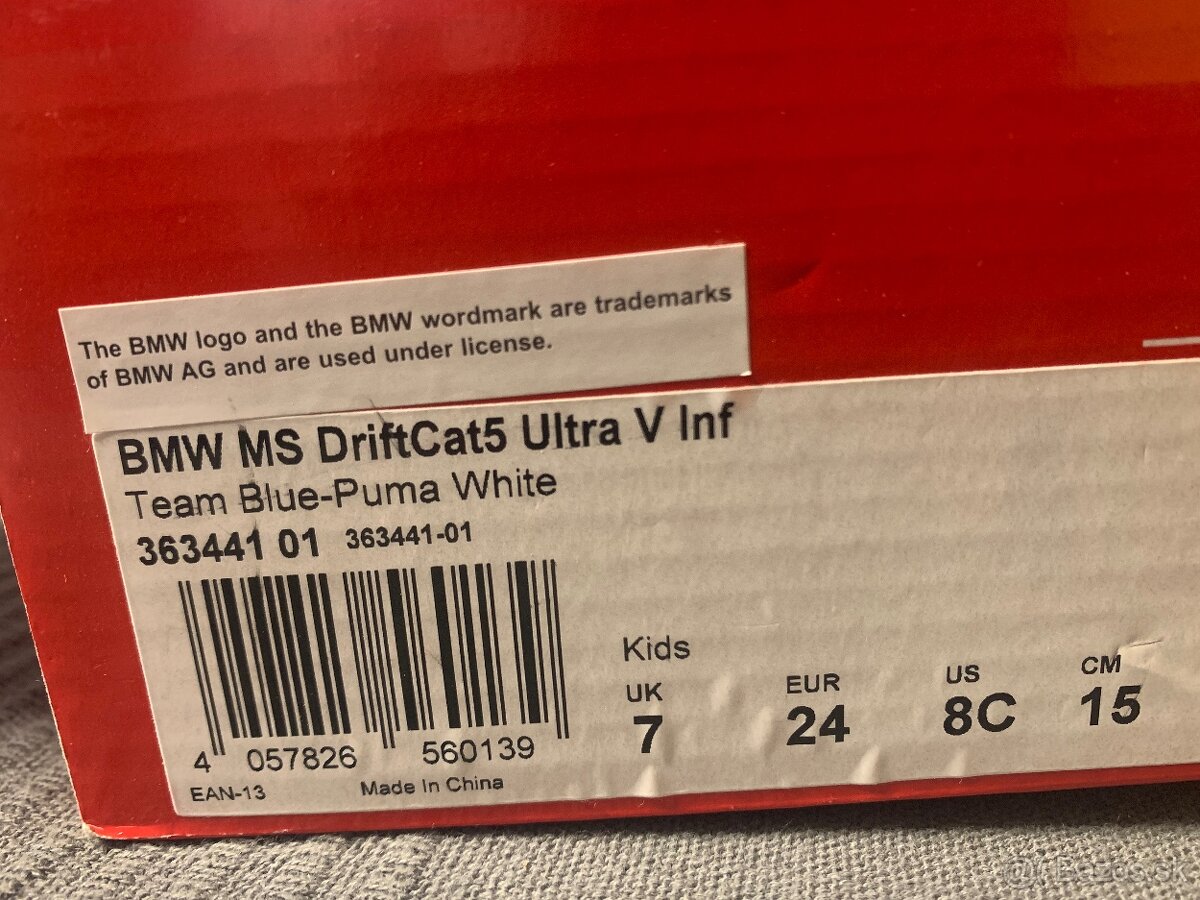 The BMW logo and the BMW wordmark are trademarks
of BMW AG and are used under license.
BMW MS DriftCat5 Ultra V Inf
Team Blue-Puma White
363441 01 363441-01
Kids
UK EUR US CM
7 24 8C 15
4 057826 560139
EAN-13 Made In China
Bazos.sk